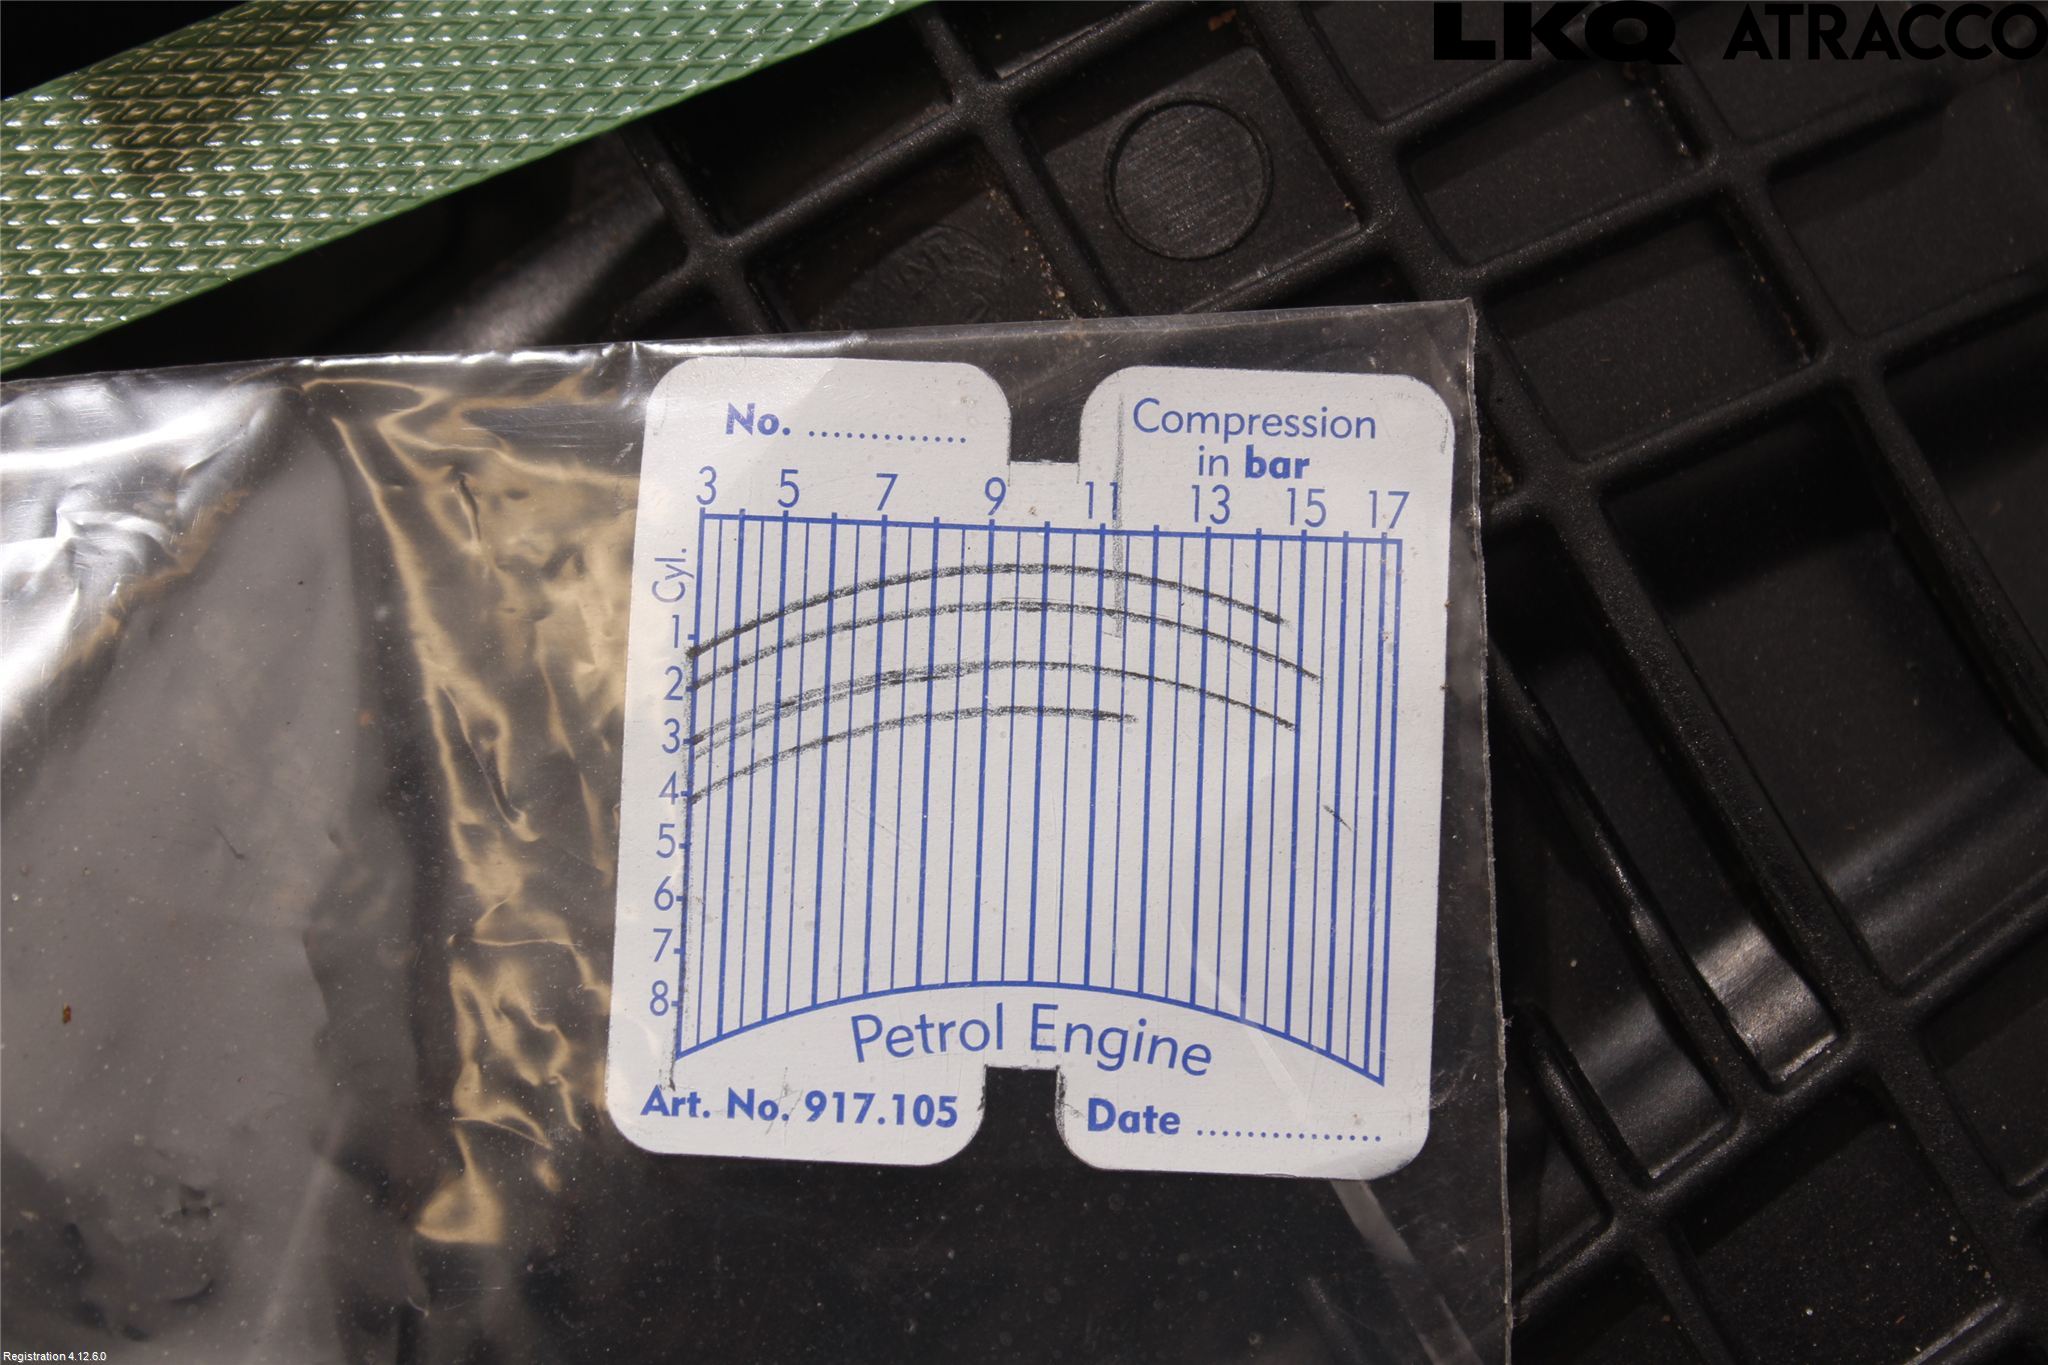 LKQ ATRACCO
No. .............
Compression
in bar
3 5 7 9 11 13 15 17
Cyl.
1
2
3
4
5
6
7
8
Petrol Engine
Art. No. 917.105
Date ...............
Registration 4.12.6.0